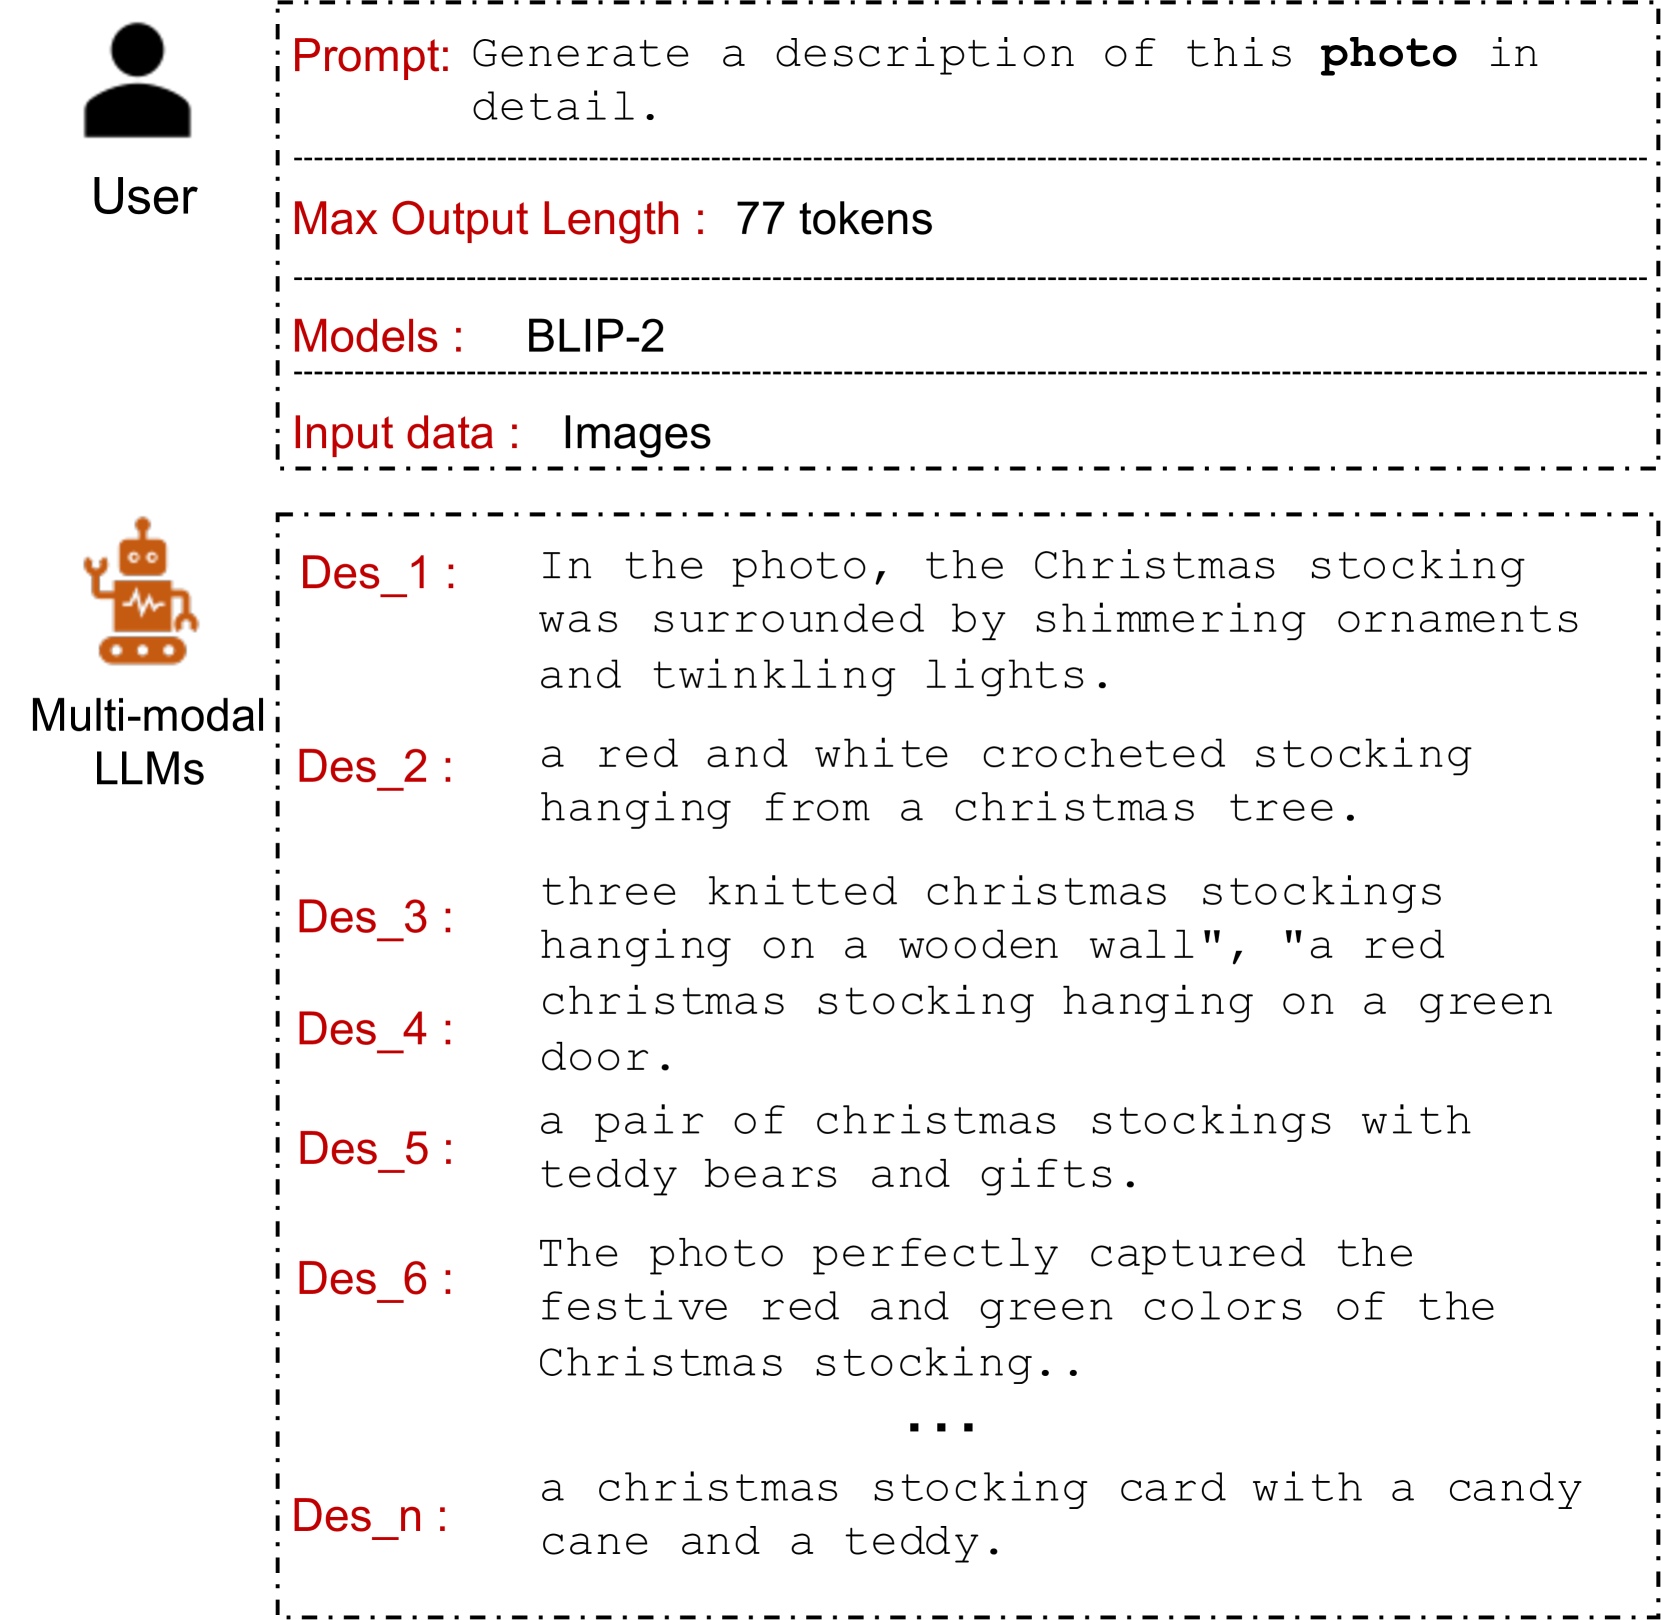 Prompt: Generate a description of this photo in
detail.
User
Max Output Length : 77 tokens
Models : BLIP-2
Input data : Images
Multi-modal
LLMs
Des_1 : In the photo, the Christmas stocking
was surrounded by shimmering ornaments
and twinkling lights.
Des_2 : a red and white crocheted stocking
hanging from a christmas tree.
Des_3 : three knitted christmas stockings
hanging on a wooden wall", "a red
Des_4 : christmas stocking hanging on a green
door.
Des_5 : a pair of christmas stockings with
teddy bears and gifts.
Des_6 : The photo perfectly captured the
festive red and green colors of the
Christmas stocking..
...
Des_n : a christmas stocking card with a candy
cane and a teddy.